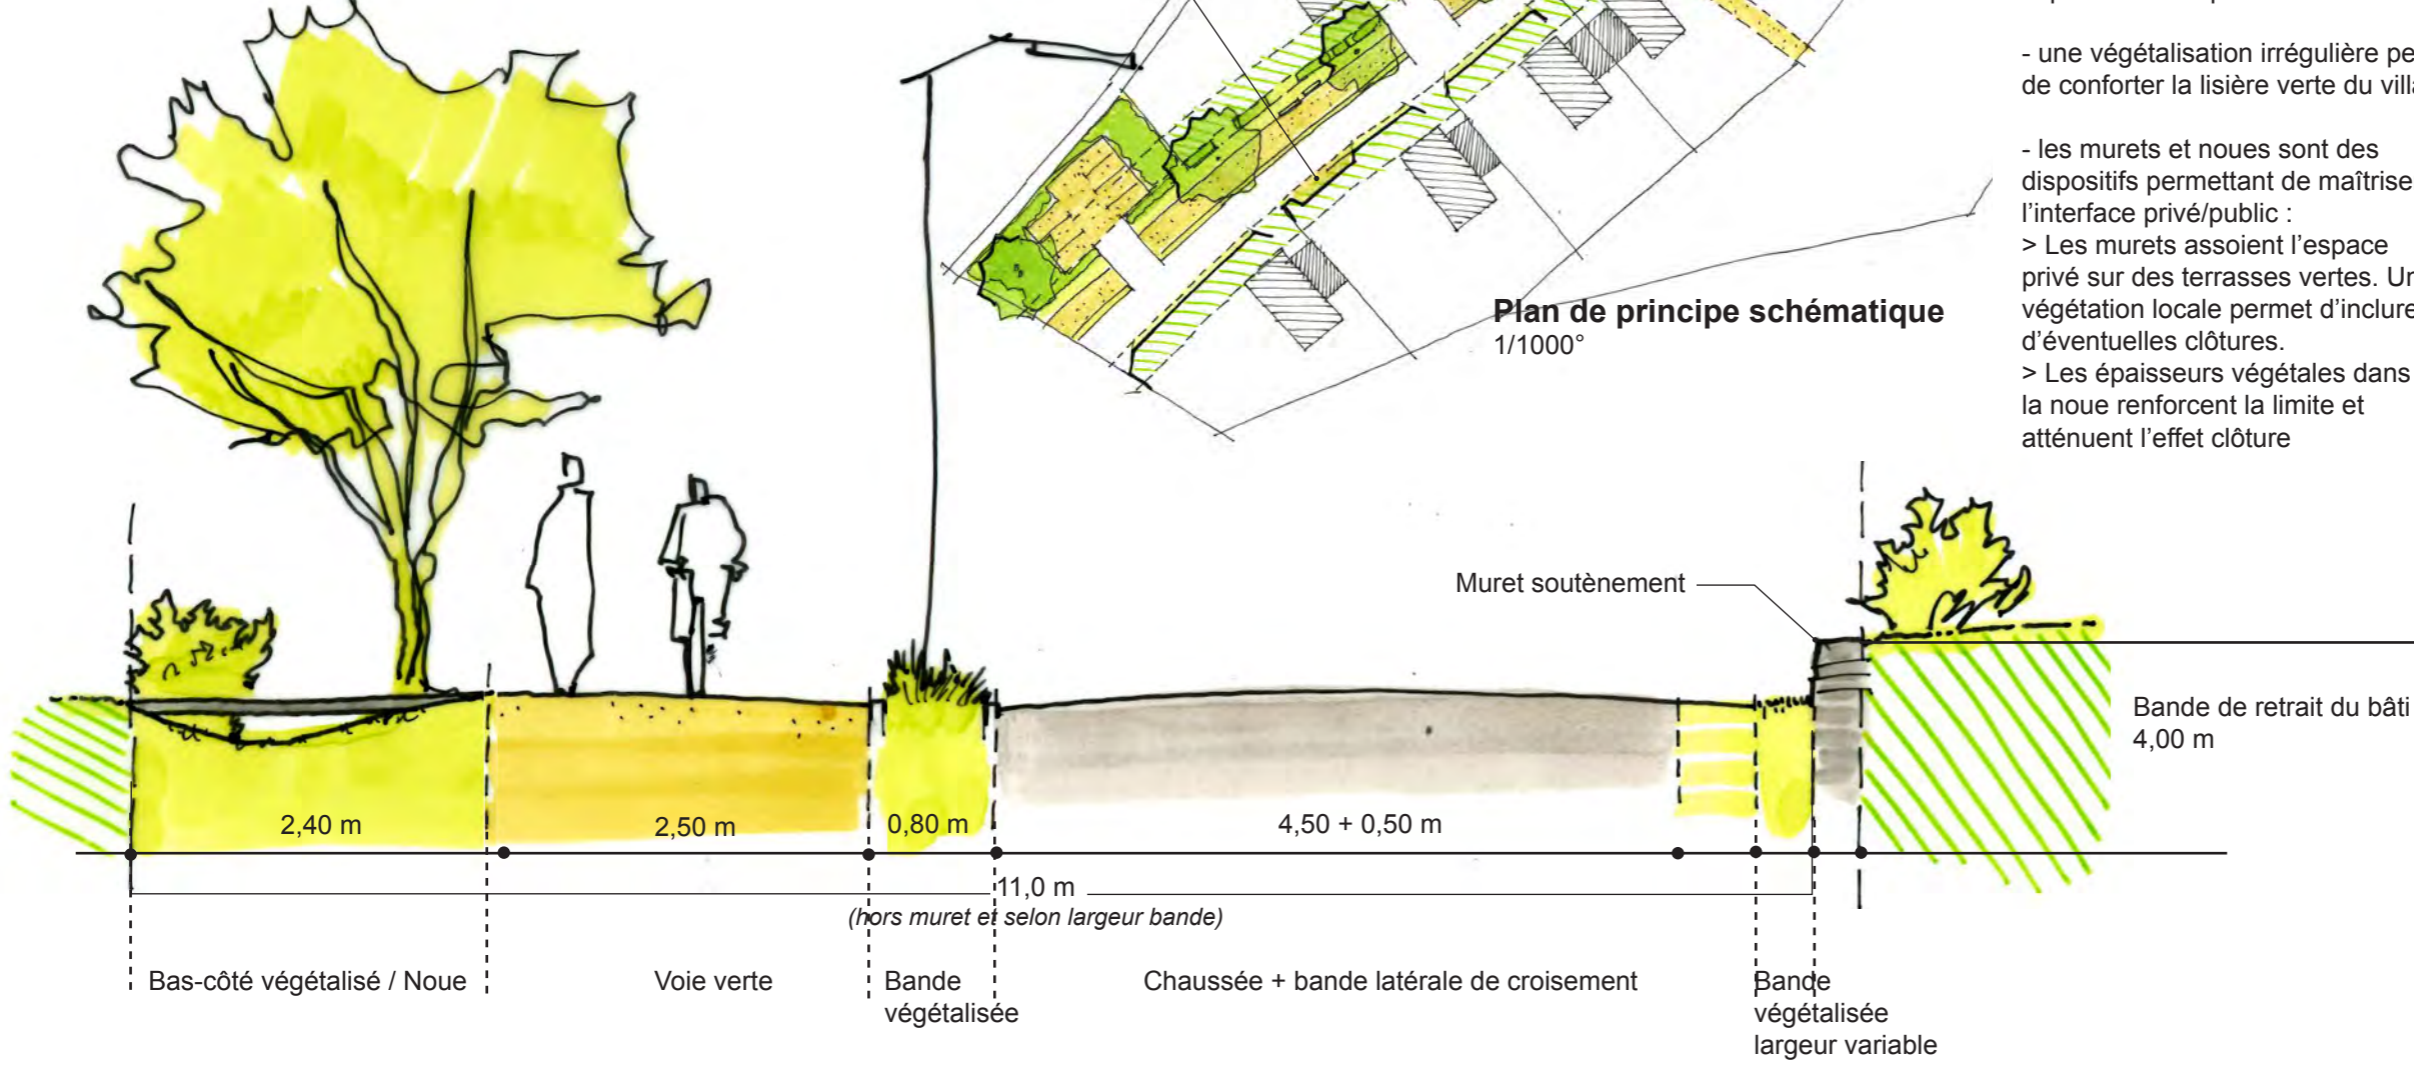 - une végétalisation irrégulière
de conforter la lisière verte du
- les murets et noues sont des
dispositifs permettant de
l’interface privé/public :
> Les murets assoient l’espace
privé sur des terrasses vertes.
végétation locale permet d’inclure
d’éventuelles clôtures.
> Les épaisseurs végétales dans
la noue renforcent la limite et
atténuent l’effet clôture
Plan de principe schématique
1/1000°
Muret soutènement
Bande de retrait du bâti
4,00 m
2,40 m
2,50 m
0,80 m
4,50 + 0,50 m
11,0 m
(hors muret et selon largeur bande)
Bas-côté végétalisé / Noue
Voie verte
Bande
végétalisée
Chaussée + bande latérale de croisement
Bande
végétalisée
largeur variable